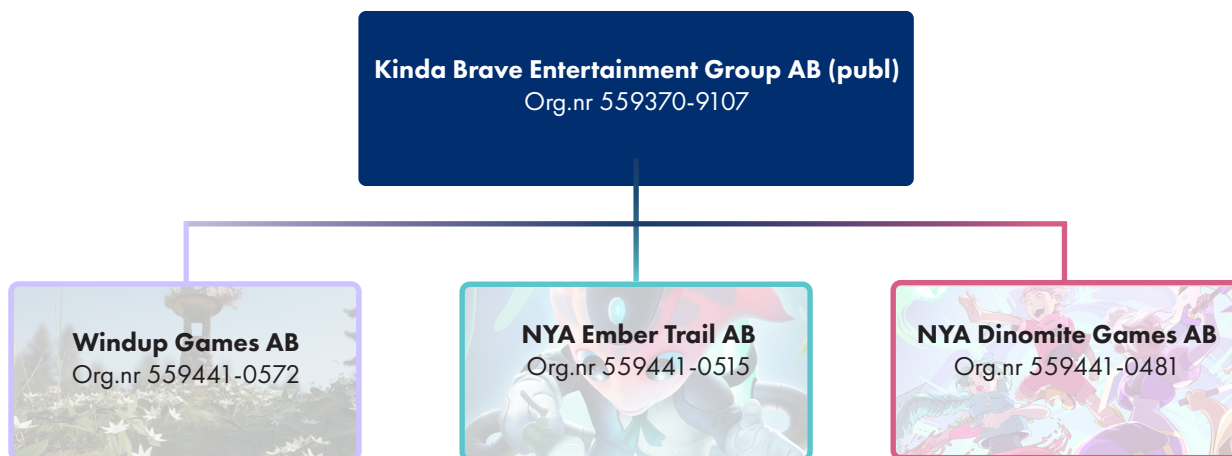 Kinda Brave Entertainment Group AB (publ)
Org.nr 559370-9107
Windup Games AB
Org.nr 559441-0572
NYA Ember Trail AB
Org.nr 559441-0515
NYA Dinomite Games AB
Org.nr 559441-0481